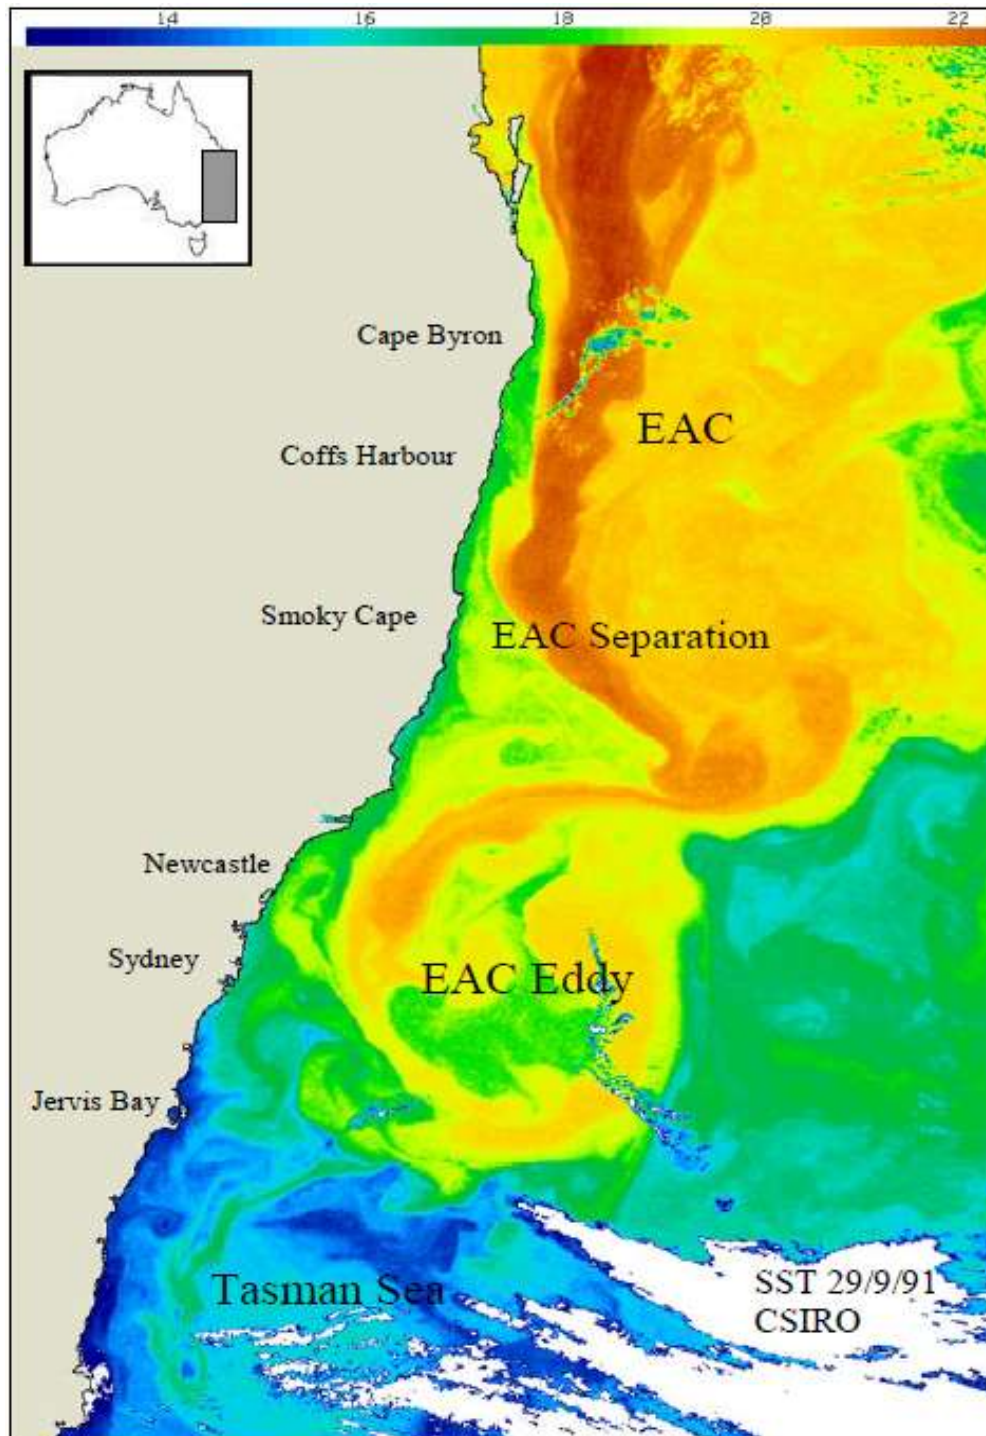 14 16 18 20 22
Cape Byron
EAC
Coffs Harbour
Smoky Cape
EAC Separation
Newcastle
Sydney
EAC Eddy
Jervis Bay
Tasman Sea
SST 29/9/91
CSIRO